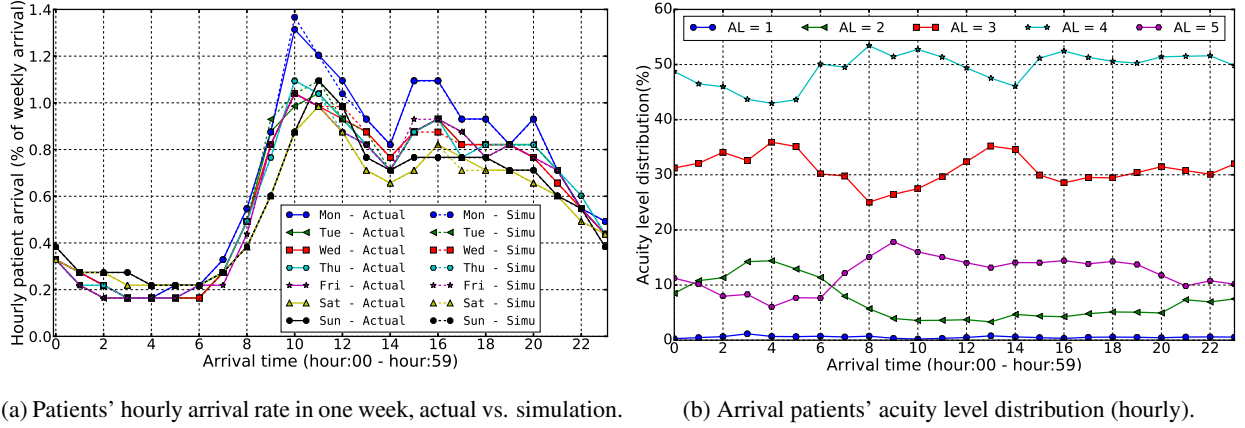 1.4
1.2
1.0
0.8
0.6
0.4
0.2
0.0
Hourly patient arrival (% of weekly arrival)
Mon - Actual Mon - Simu
Tue - Actual Tue - Simu
Wed - Actual Wed - Simu
Thu - Actual Thu - Simu
Fri - Actual Fri - Simu
Sat - Actual Sat - Simu
Sun - Actual Sun - Simu
0 2 4 6 8 10 12 14 16 18 20 22
Arrival time (hour:00 - hour:59)
(a) Patients' hourly arrival rate in one week, actual vs. simulation.
60
50
40
30
20
10
0
Acuity level distribution(%)
AL = 1 AL = 2 AL = 3 AL = 4 AL = 5
0 2 4 6 8 10 12 14 16 18 20 22
Arrival time (hour:00 - hour:59)
(b) Arrival patients' acuity level distribution (hourly).